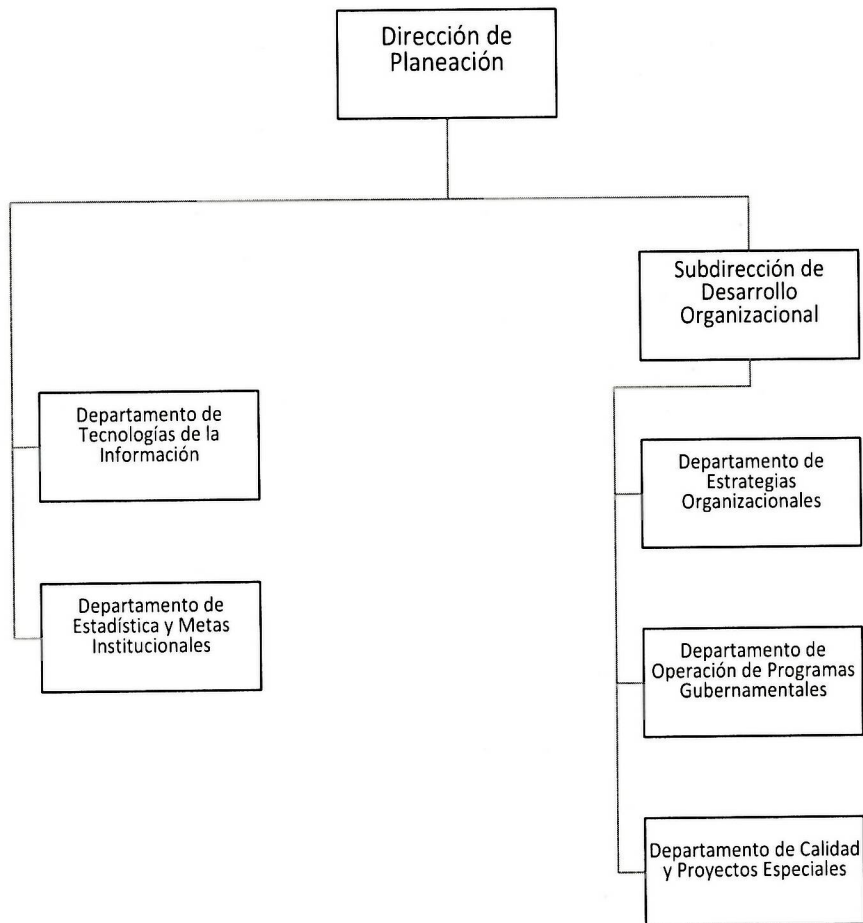 Dirección de
Planeación
Subdirección de
Desarrollo
Organizacional
Departamento de
Tecnologías de la
Información
Departamento de
Estrategias
Organizacionales
Departamento de
Estadística y Metas
Institucionales
Departamento de
Operación de Programas
Gubernamentales
Departamento de Calidad
y Proyectos Especiales